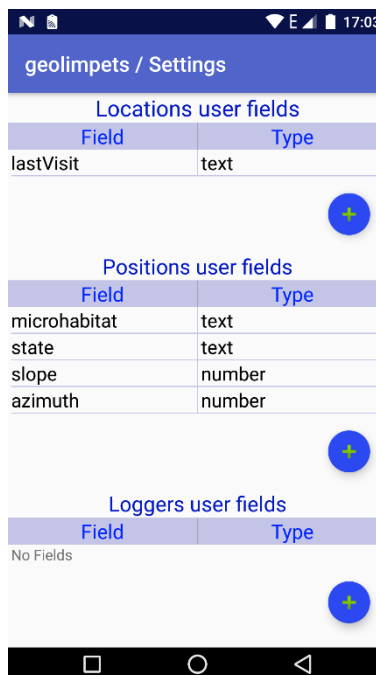 N E 17:03
geolimpets / Settings
Locations user fields
Field Type
lastVisit text
+
Positions user fields
Field Type
microhabitat text
state text
slope number
azimuth number
+
Loggers user fields
Field Type
No Fields
+